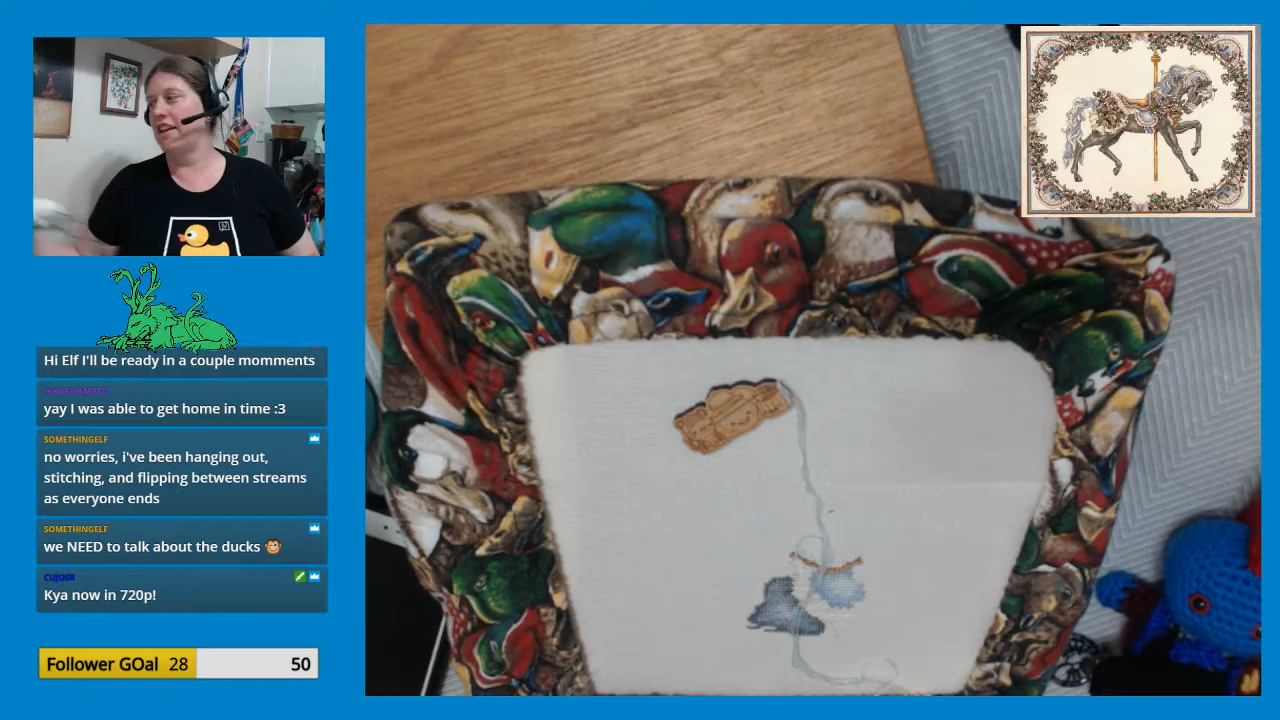 Hi Elf I'll be ready in a couple momments
yay I was able to get home in time :3
SOMETHINGELF
no worries, i've been hanging out,
stitching, and flipping between streams
as everyone ends
SOMETHINGELF
we NEED to talk about the ducks
CUJOSR
Kya now in 720p!
Follower GOal 28 50